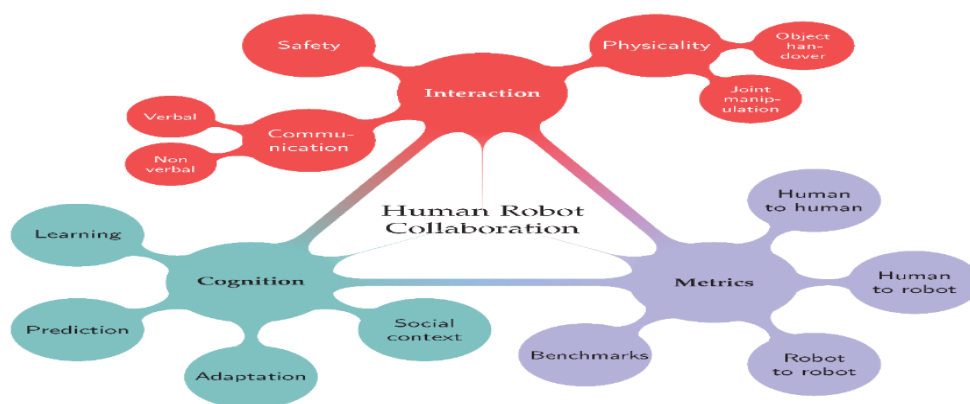 Safety
Physicality
Object
han-
dover
Interaction
Joint
manip-
ulation
Verbal
Commu-
nication
Non
verbal
Human Robot
Collaboration
Human
to human
Learning
Cognition
Metrics
Human
to robot
Prediction
Social
context
Adaptation
Benchmarks
Robot
to robot